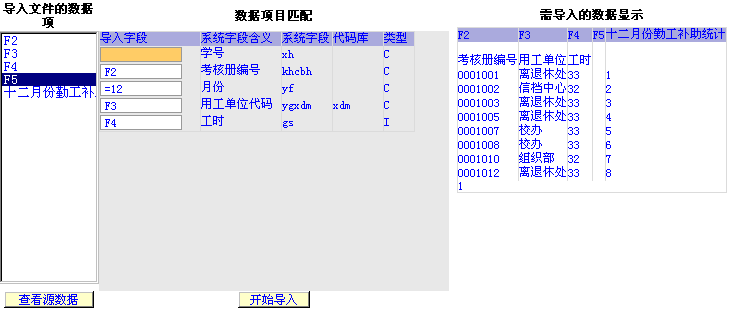 导入文件的数据项
F2
F3
F4
F5
十二月份勤工补
查看源数据
数据项目匹配
导入字段 系统字段含义 系统字段 代码库 类型
学号 xh C
F2 考核册编号 khcbh C
=12 月份 yf C
F3 用工单位代码 ygxdm xdm C
F4 工时 gs I
开始导入
需导入的数据显示
F2 F3 F4 F5 十二月份勤工补助统计
考核册编号 用工单位 工时
0001001 离退休处 33 1
0001002 信档中心 32 2
0001003 离退休处 33 3
0001005 离退休处 33 4
0001007 校办 33 5
0001008 校办 33 6
0001010 组织部 32 7
0001012 离退休处 33 8
1